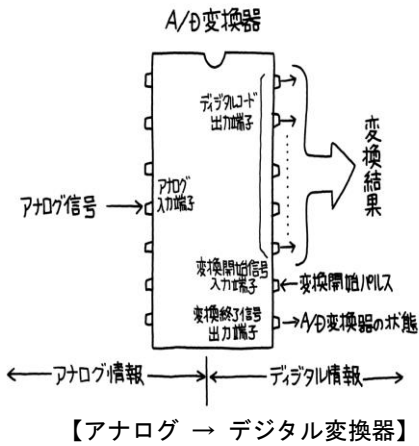 A/D変換器
ディジタルコード
出力端子
変換結果
アナログ
入力端子
アナログ信号
変換開始信号
入力端子
変換開始パルス
変換終了信号
出力端子
A/D変換器の状態
アナログ情報
ディジタル情報
【アナログ → デジタル変換器】